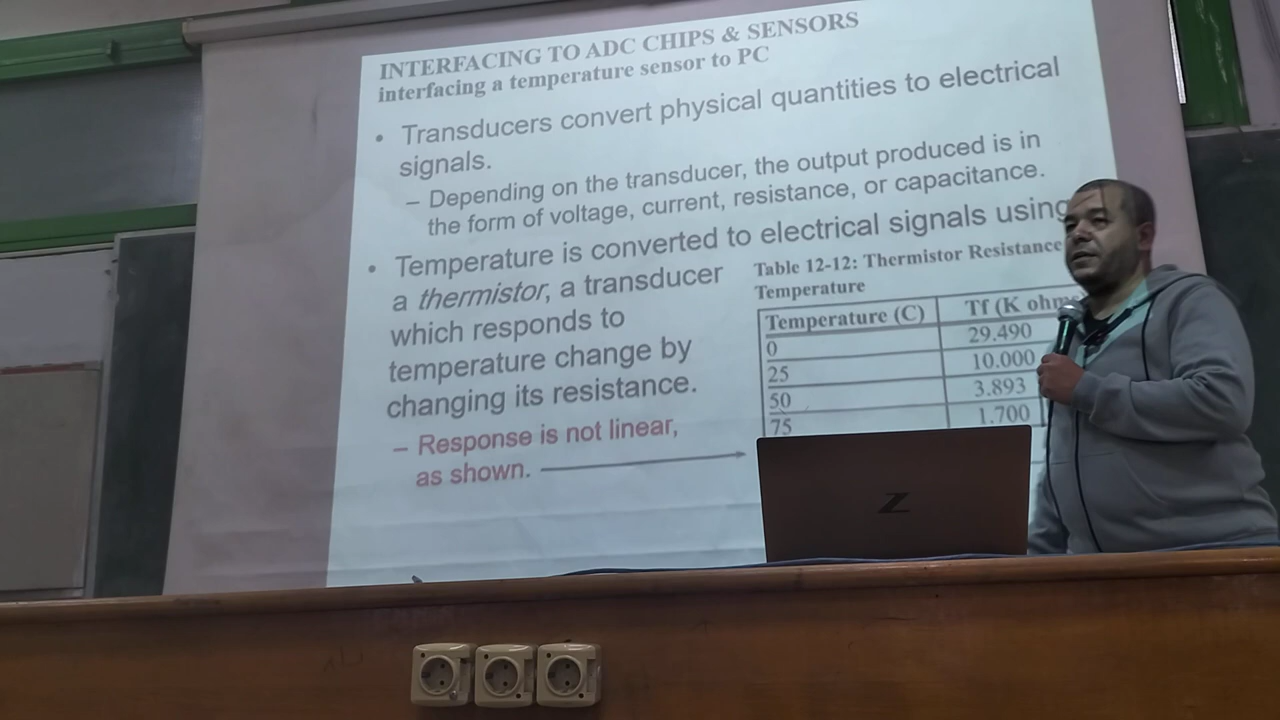 INTERFACING TO ADC CHIPS & SENSORS
interfacing a temperature sensor to PC
• Transducers convert physical quantities to electrical
signals.
– Depending on the transducer, the output produced is in
the form of voltage, current, resistance, or capacitance.
• Temperature is converted to electrical signals using
a thermistor, a transducer
which responds to
temperature change by
changing its resistance.
– Response is not linear,
as shown.
Table 12-12: Thermistor Resistance
Temperature
Temperature (C) Tf (K ohms
0 29.490
25 10.000
50 3.893
75 1.700
Z